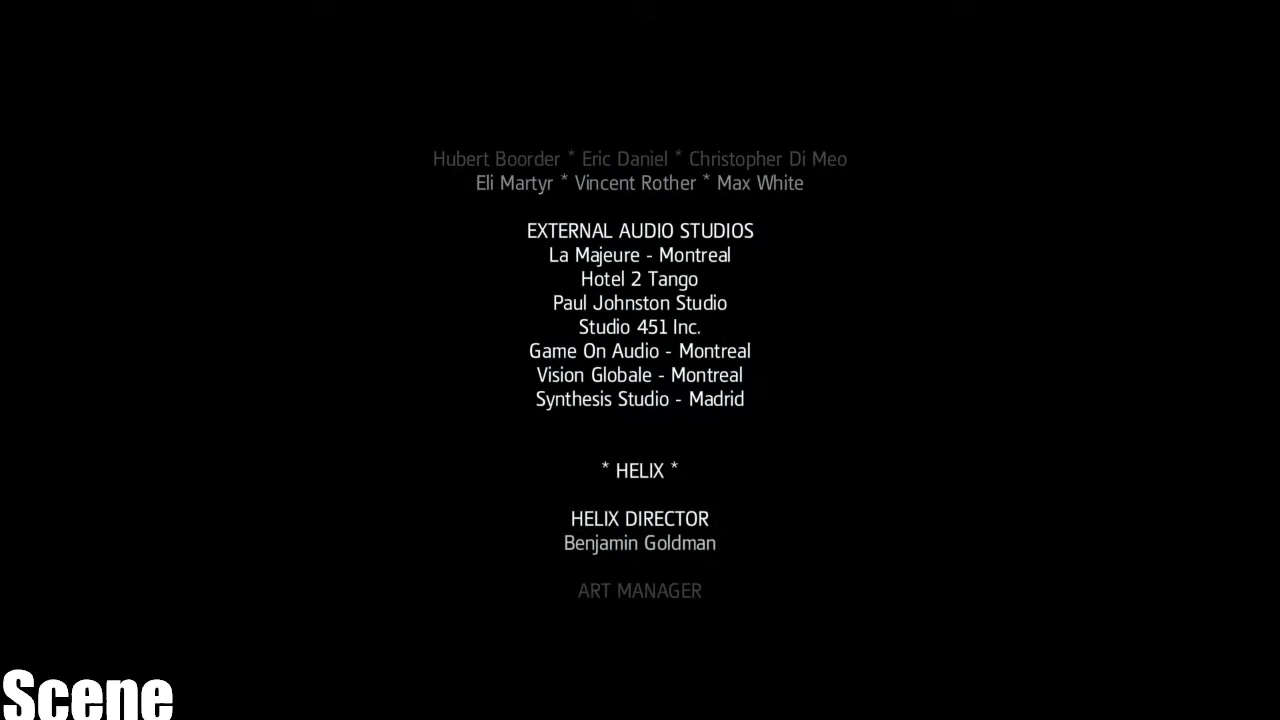 Hubert Boorder * Eric Daniel * Christopher Di Meo
Eli Martyr * Vincent Rother * Max White
EXTERNAL AUDIO STUDIOS
La Majeure - Montreal
Hotel 2 Tango
Paul Johnston Studio
Studio 451 Inc.
Game On Audio - Montreal
Vision Globale - Montreal
Synthesis Studio - Madrid
* HELIX *
HELIX DIRECTOR
Benjamin Goldman
ART MANAGER
Scene